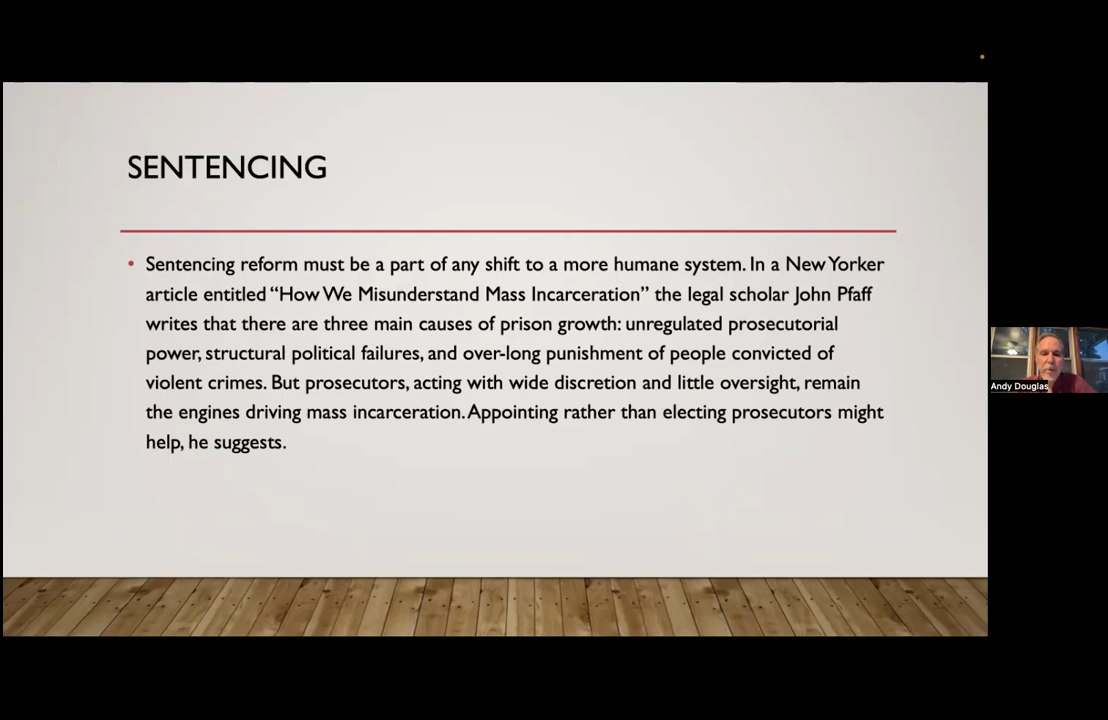 SENTENCING
• Sentencing reform must be a part of any shift to a more humane system. In a New Yorker
article entitled “How We Misunderstand Mass Incarceration” the legal scholar John Pfaff
writes that there are three main causes of prison growth: unregulated prosecutorial
power, structural political failures, and over-long punishment of people convicted of
violent crimes. But prosecutors, acting with wide discretion and little oversight, remain
the engines driving mass incarceration. Appointing rather than electing prosecutors might
help, he suggests.
Andy Douglas